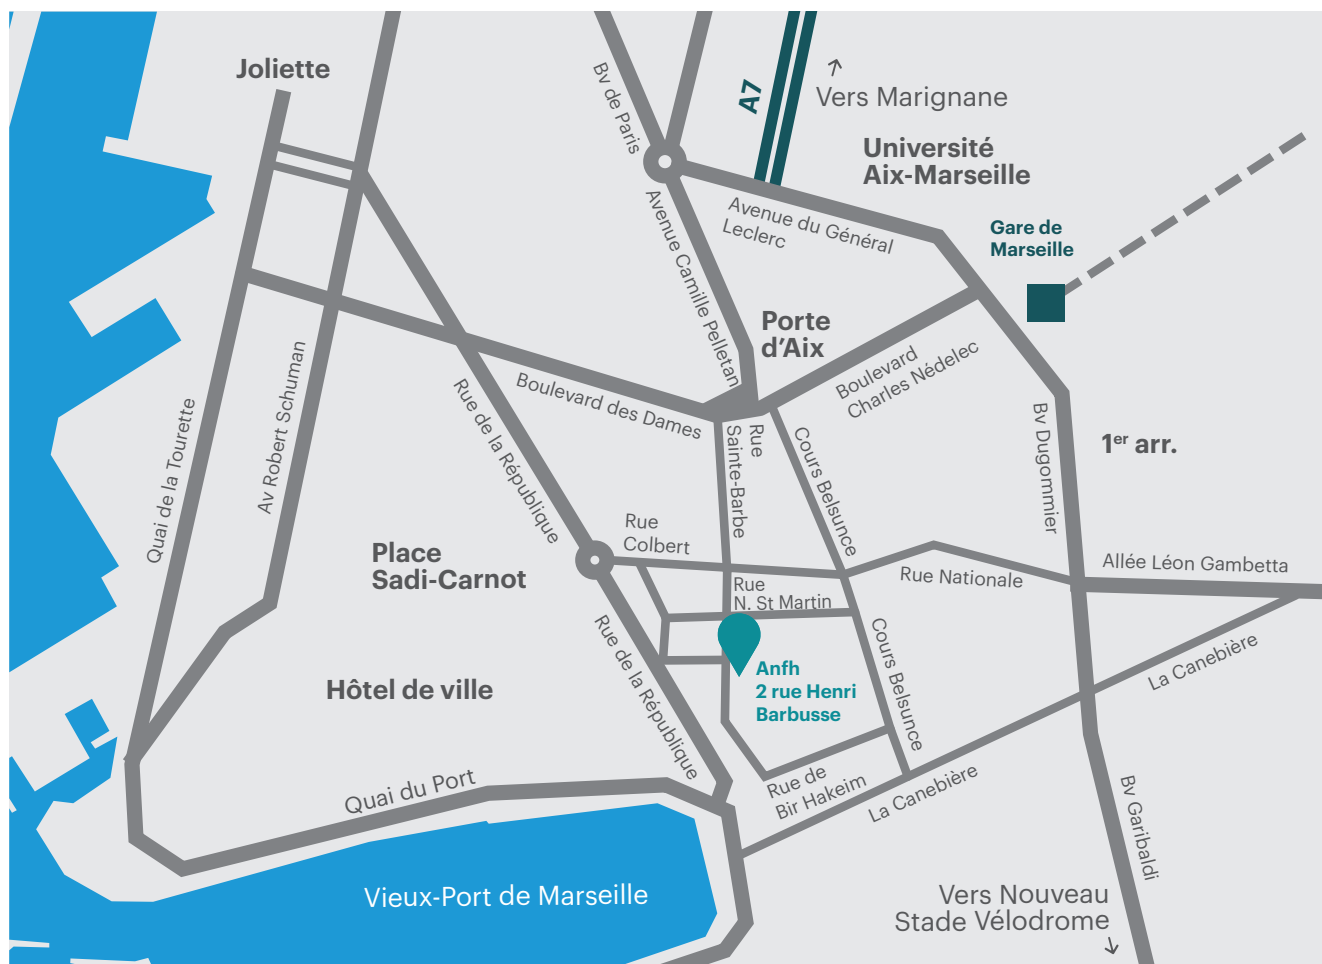 Joliette
Bv de Paris
A7
Vers Marignane
Université
Aix-Marseille
Avenue du Général
Leclerc
Gare de
Marseille
Avenue Camille Pelletan
Porte
d’Aix
Boulevard
Charles Nédelec
Boulevard des Dames
Quai de la Tourette
Av Robert Schuman
Rue de la République
Rue
Sainte-Barbe
Cours Belsunce
Bv Dugommier
1er arr.
Rue
Colbert
Place
Sadi-Carnot
Rue Nationale
Allée Léon Gambetta
Rue
N. St Martin
Rue de la République
Cours Belsunce
La Canebière
Hôtel de ville
Anfh
2 rue Henri
Barbusse
Quai du Port
Rue de
Bir Hakeim
La Canebière
Bv Garibaldi
Vieux-Port de Marseille
Vers Nouveau
Stade Vélodrome